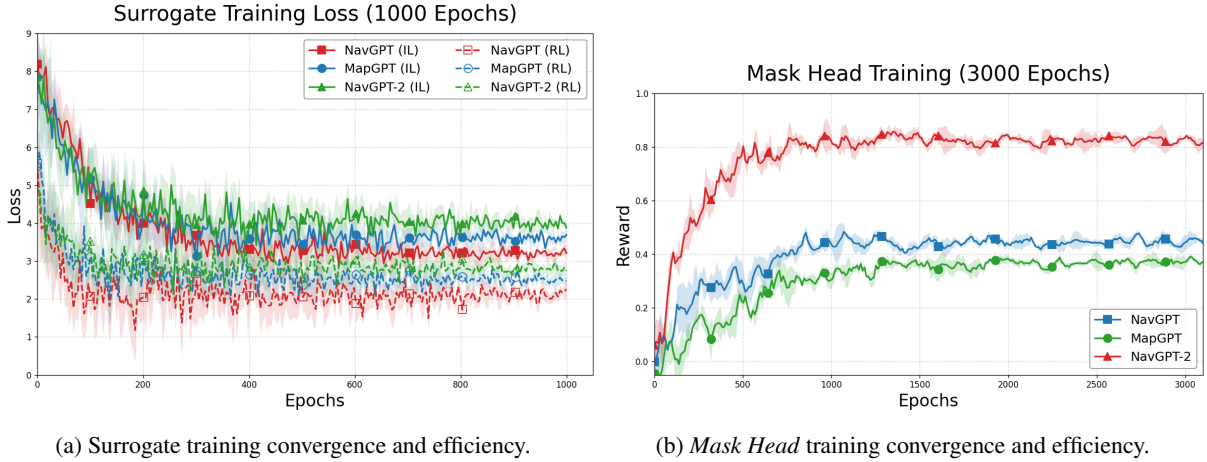 Surrogate Training Loss (1000 Epochs)
9
8
7
6
5
4
3
2
1
0
Loss
NavGPT (IL)
MapGPT (IL)
NavGPT-2 (IL)
NavGPT (RL)
MapGPT (RL)
NavGPT-2 (RL)
0
200
400
600
800
1000
Epochs
(a) Surrogate training convergence and efficiency.
Mask Head Training (3000 Epochs)
1.0
0.8
0.6
0.4
0.2
0.0
Reward
NavGPT
MapGPT
NavGPT-2
0
500
1000
1500
2000
2500
3000
Epochs
(b) Mask Head training convergence and efficiency.